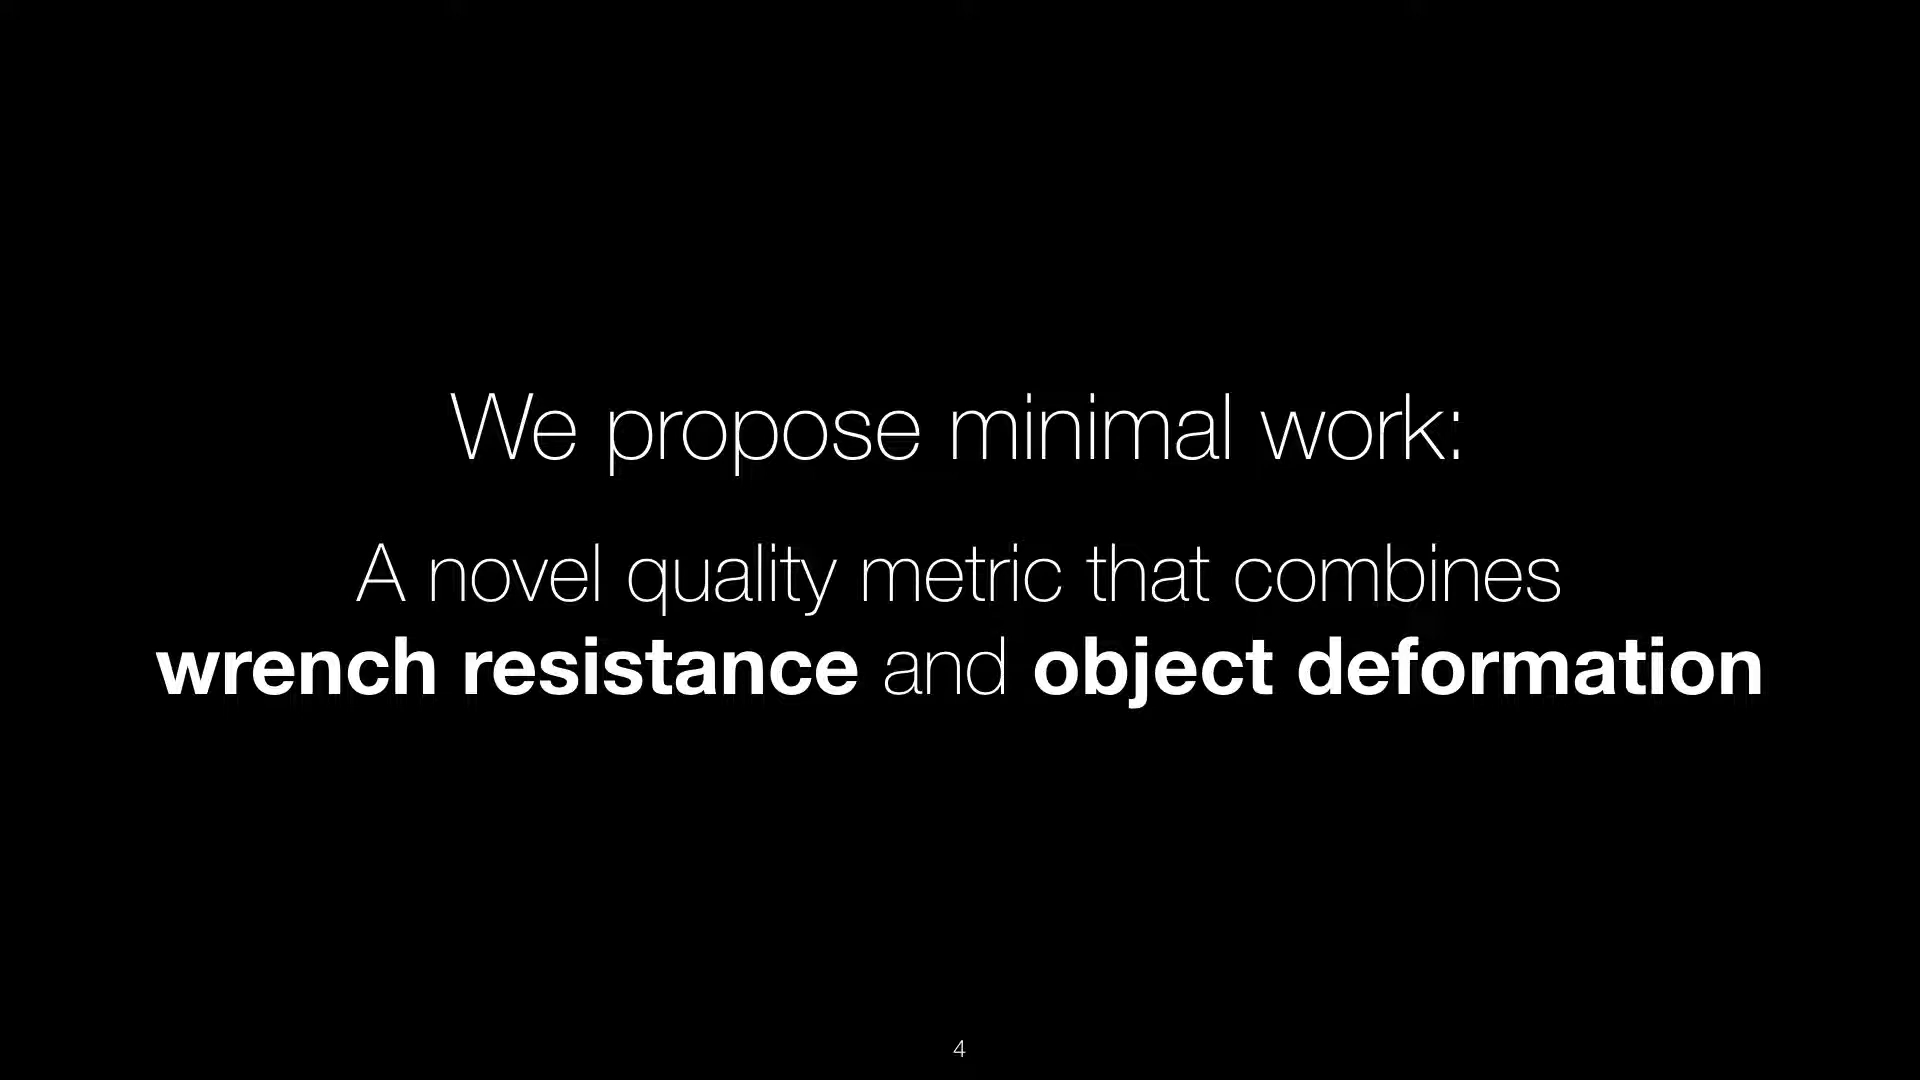 We propose minimal work:
A novel quality metric that combines
wrench resistance and object deformation
4